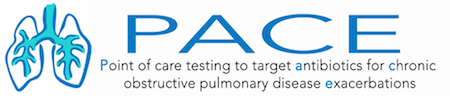 PACE
Point of care testing to target antibiotics for chronic
obstructive pulmonary disease exacerbations